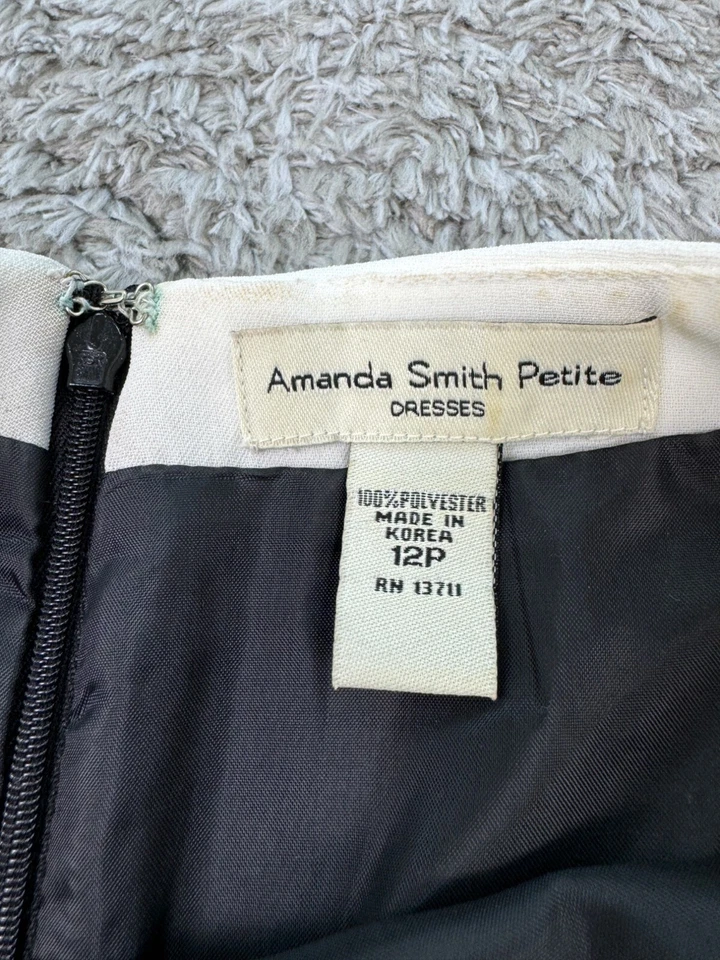 Amanda Smith Petite
DRESSES
100% POLYESTER
MADE IN
KOREA
12P
RN 13711